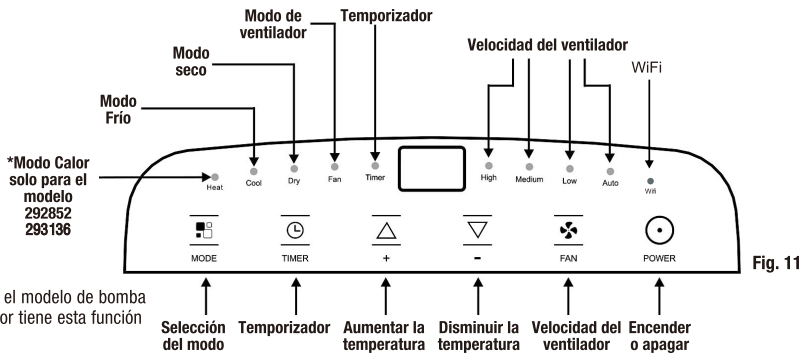 Modo de
ventilador
Temporizador
Velocidad del ventilador
WiFi
Modo
seco
Modo
Frío
*Modo Calor
solo para el
modelo
292852
293136
Heat
Cool
Dry
Fan
Timer
High
Medium
Low
Auto
Wifi
MODE
TIMER
+
-
FAN
POWER
Fig. 11
el modelo de bomba
or tiene esta función
Selección
del modo
Temporizador
Aumentar la
temperatura
Disminuir la
temperatura
Velocidad del
ventilador
Encender
o apagar